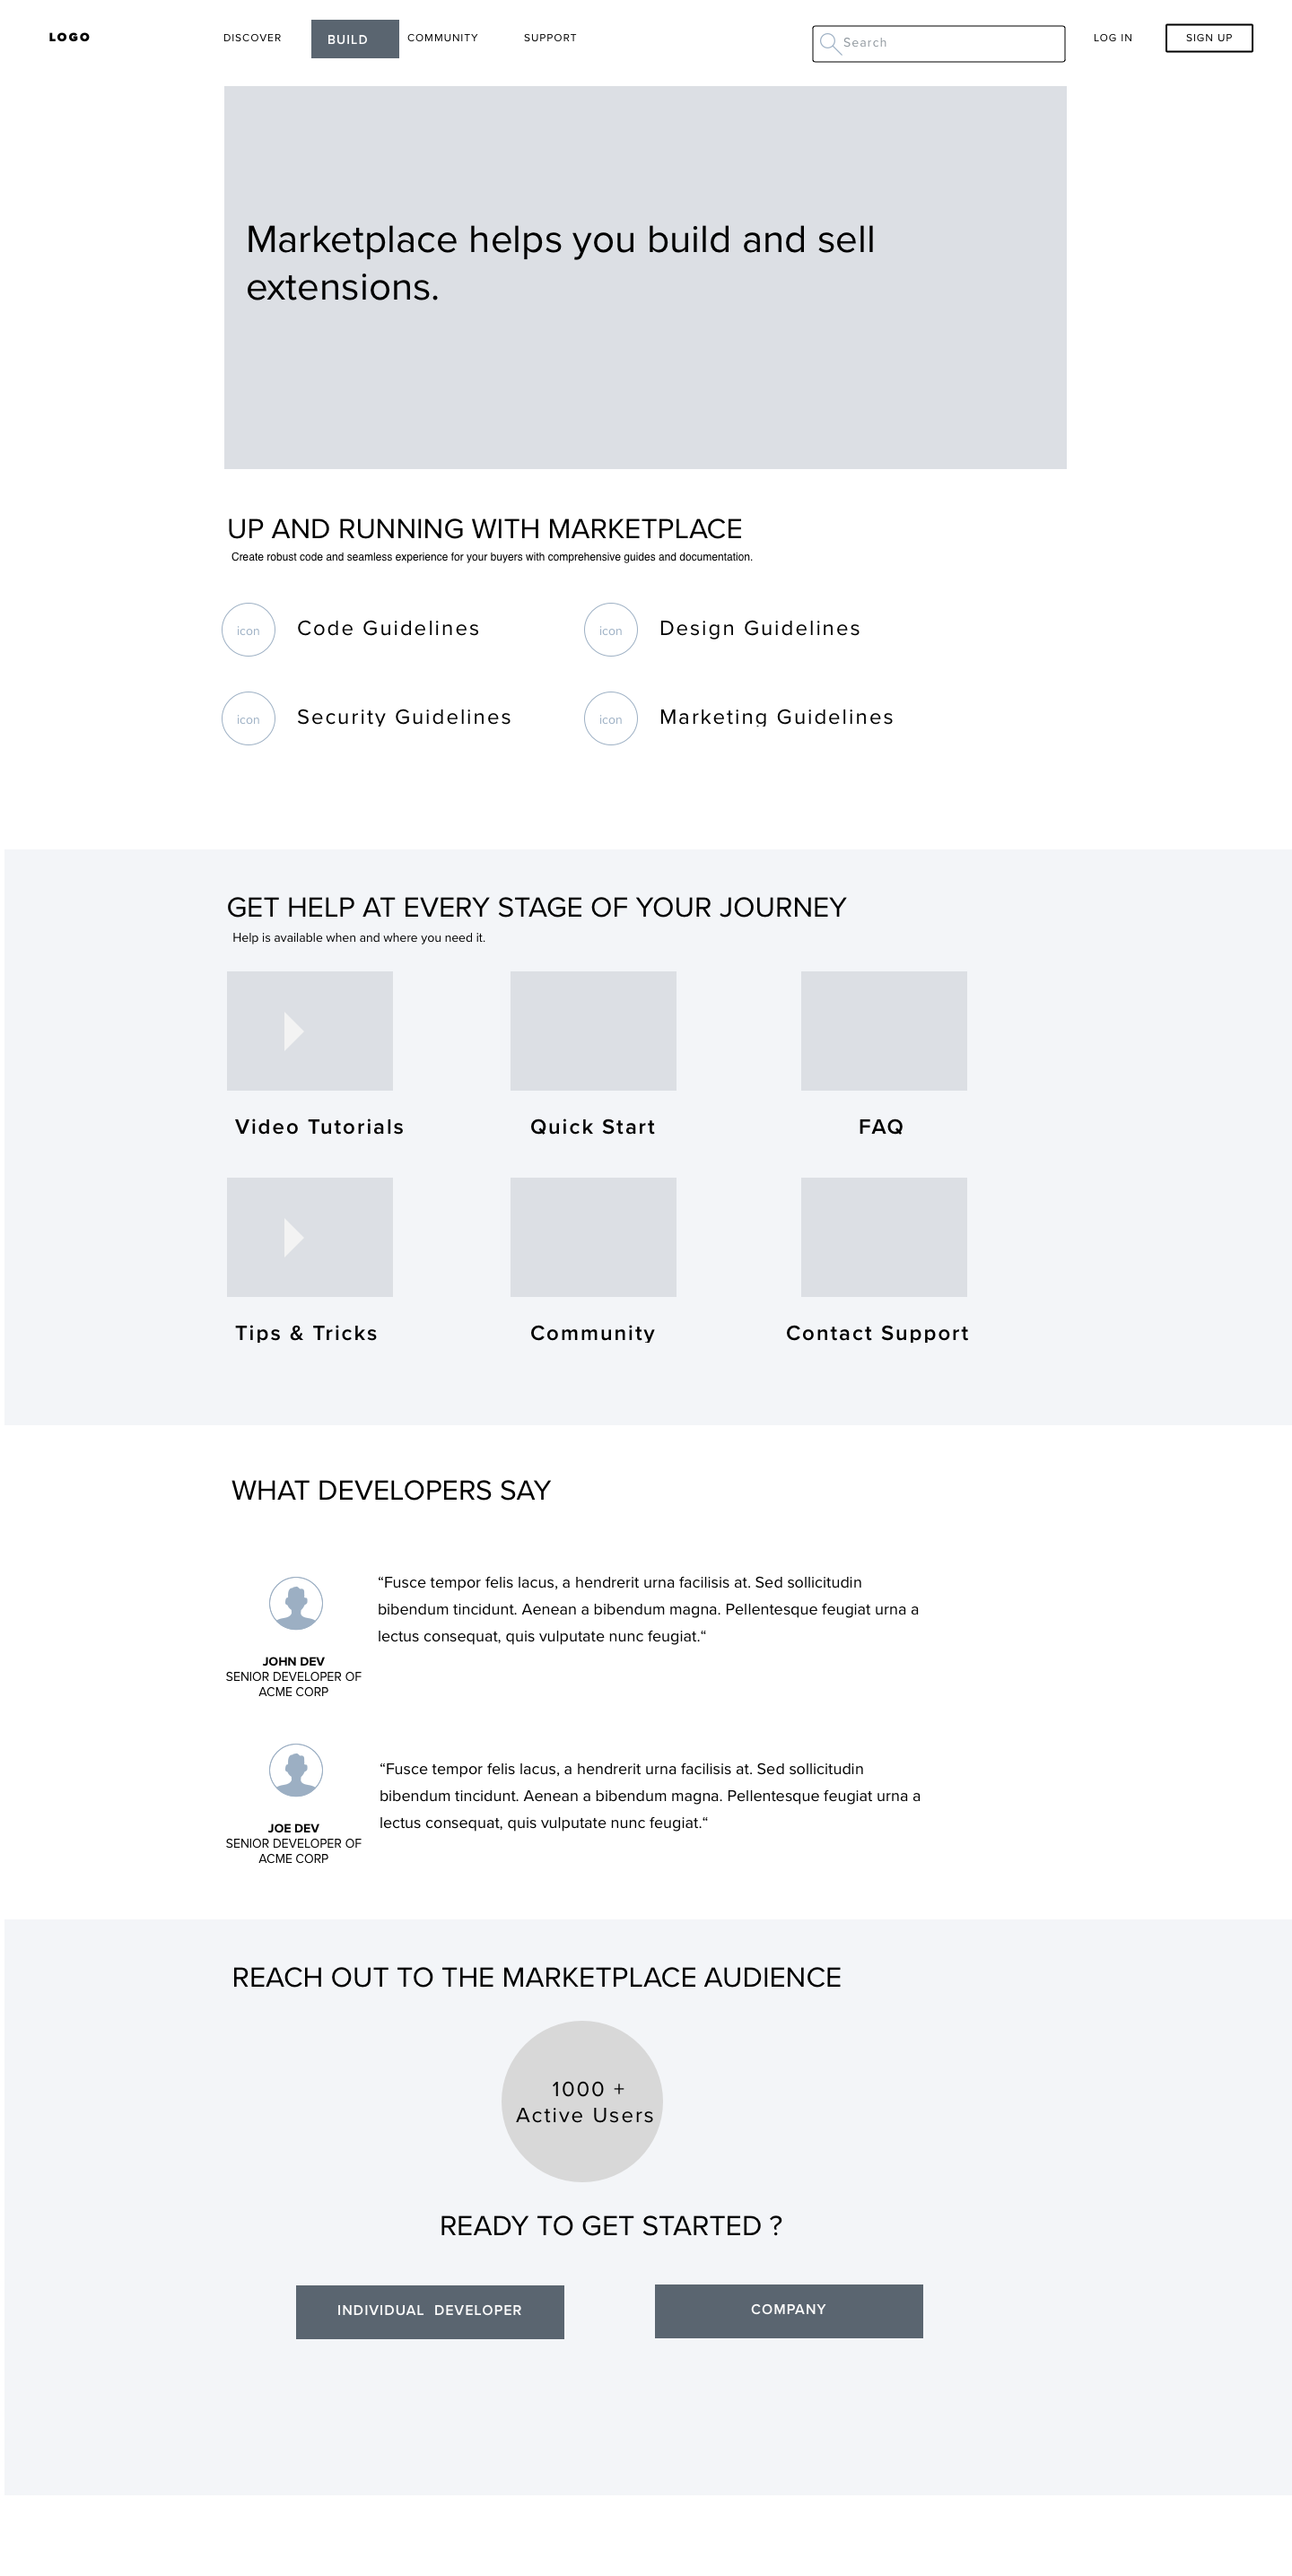 LOGO
DISCOVER
BUILD
COMMUNITY
SUPPORT
Search
LOG IN
SIGN UP
Marketplace helps you build and sell
extensions.
UP AND RUNNING WITH MARKETPLACE
Create robust code and seamless experience for your buyers with comprehensive guides and documentation.
icon
Code Guidelines
icon
Design Guidelines
icon
Security Guidelines
icon
Marketing Guidelines
GET HELP AT EVERY STAGE OF YOUR JOURNEY
Help is available when and where you need it.
Video Tutorials
Quick Start
FAQ
Tips & Tricks
Community
Contact Support
WHAT DEVELOPERS SAY
“Fusce tempor felis lacus, a hendrerit urna facilisis at. Sed sollicitudin
bibendum tincidunt. Aenean a bibendum magna. Pellentesque feugiat urna a
lectus consequat, quis vulputate nunc feugiat.“
JOHN DEV
SENIOR DEVELOPER OF
ACME CORP
“Fusce tempor felis lacus, a hendrerit urna facilisis at. Sed sollicitudin
bibendum tincidunt. Aenean a bibendum magna. Pellentesque feugiat urna a
lectus consequat, quis vulputate nunc feugiat.“
JOE DEV
SENIOR DEVELOPER OF
ACME CORP
REACH OUT TO THE MARKETPLACE AUDIENCE
1000 +
Active Users
READY TO GET STARTED ?
INDIVIDUAL DEVELOPER
COMPANY